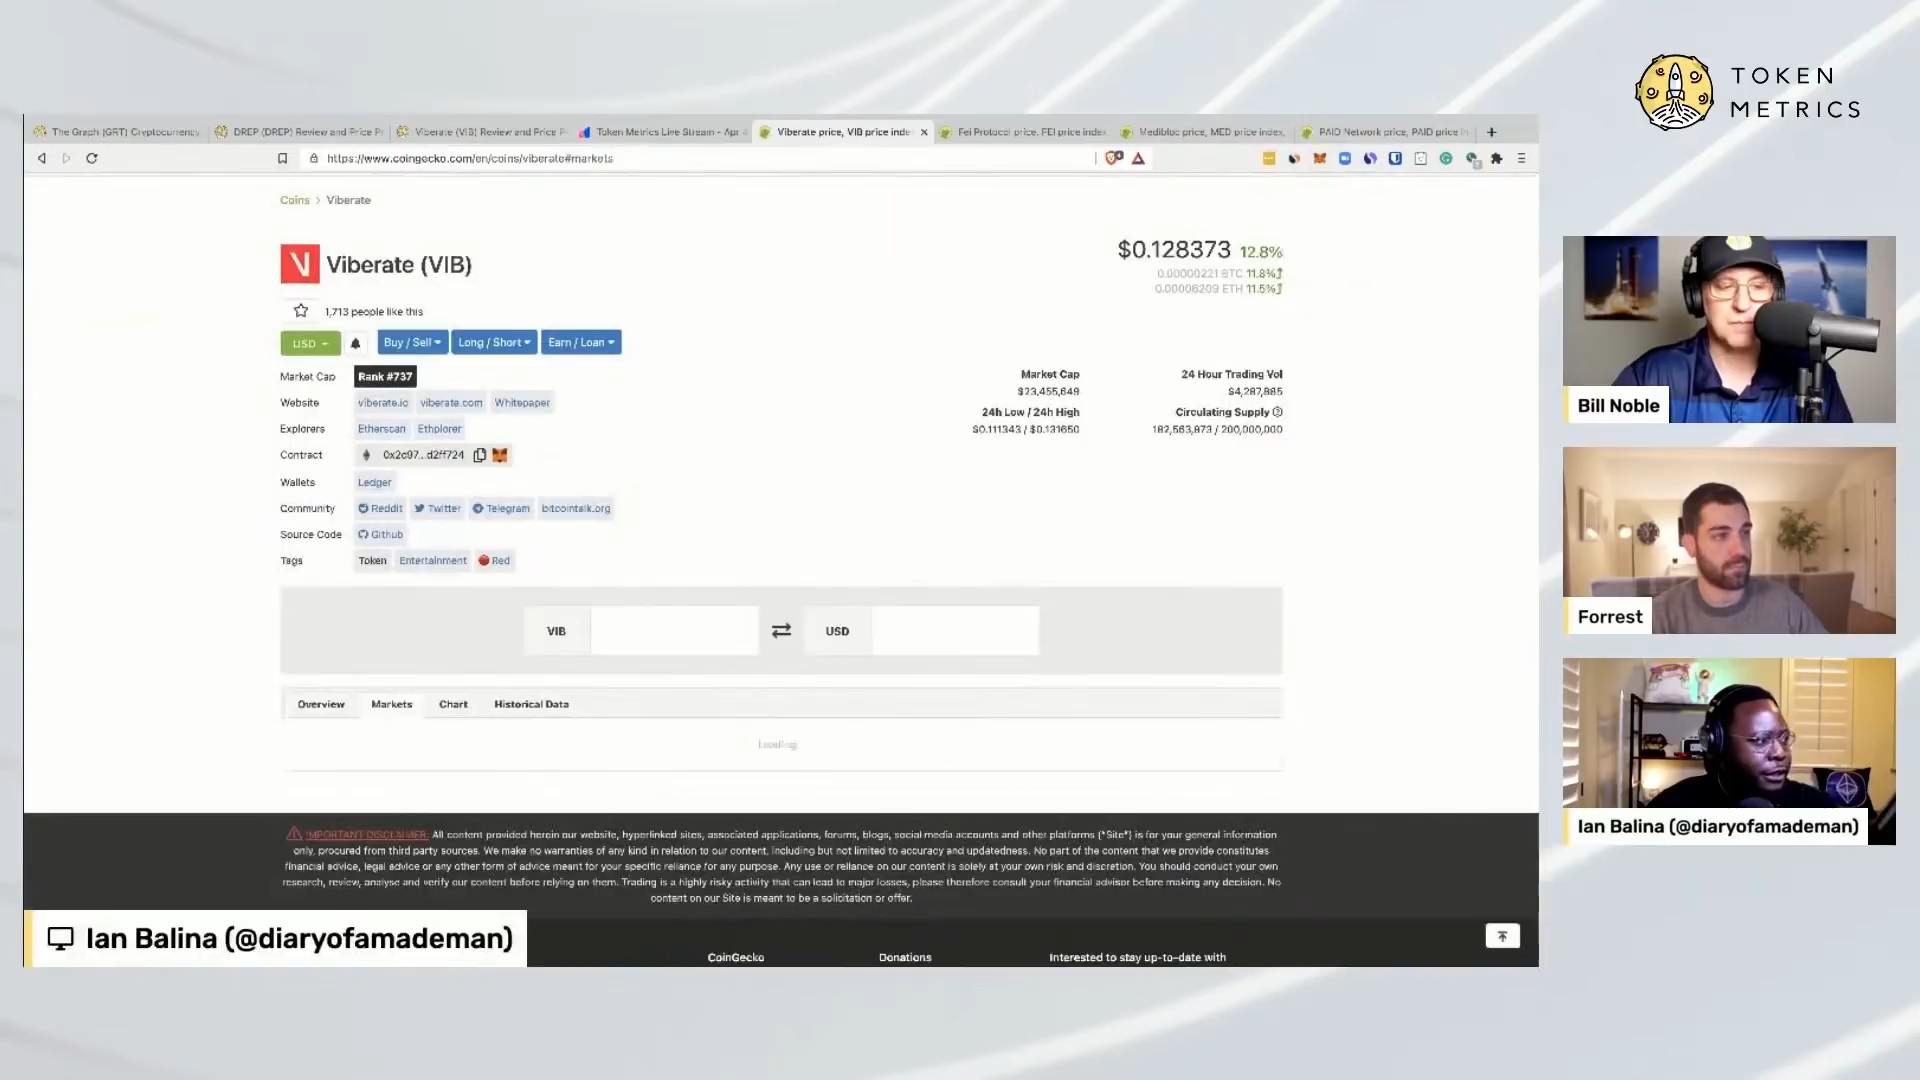 TOKEN
METRICS
The Graph (GRT) Cryptocurrency
DREP (DREP) Review and Price Pr
Viberate (VIB) Review and Price P
Token Metrics Live Stream - Apr 4
Viberate price, VIB price inde
Fei Protocol price, FEI price index
Medibloc price, MED price index,
PAID Network price, PAID price in
https://www.coingecko.com/en/coins/viberate#markets
Coins > Viberate
Viberate (VIB)
$0.128373 12.8%
0.00000221 BTC 11.8%
0.00006209 ETH 11.5%
1,713 people like this
USD
Buy / Sell
Long / Short
Earn / Loan
Market Cap Rank #737
Website viberate.io viberate.com Whitepaper
Explorers Etherscan Ethplorer
Contract 0x2c97...d2ff724
Wallets Ledger
Community Reddit Twitter Telegram bitcointalk.org
Source Code Github
Tags Token Entertainment Red
Market Cap
$23,455,649
24 Hour Trading Vol
$4,287,885
24h Low / 24h High
$0.111343 / $0.131650
Circulating Supply
182,563,873 / 200,000,000
VIB
USD
Overview Markets Chart Historical Data
Loading
IMPORTANT DISCLAIMER: All content provided herein our website, hyperlinked sites, associated applications, forums, blogs, social media accounts and other platforms ("Site") is for your general information
only, procured from third party sources. We make no warranties of any kind in relation to our content, including but not limited to accuracy and updatedness. No part of the content that we provide constitutes
financial advice, legal advice or any other form of advice meant for your specific reliance for any purpose. Any use or reliance on our content is solely at your own risk and discretion. You should conduct your own
research, review, analyse and verify our content before relying on them. Trading is a highly risky activity that can lead to major losses, please therefore consult your financial advisor before making any decision. No
content on our Site is meant to be a solicitation or offer.
CoinGecko
Donations
Interested to stay up-to-date with
Ian Balina (@diaryofamademan)
Bill Noble
Forrest
Ian Balina (@diaryofamademan)